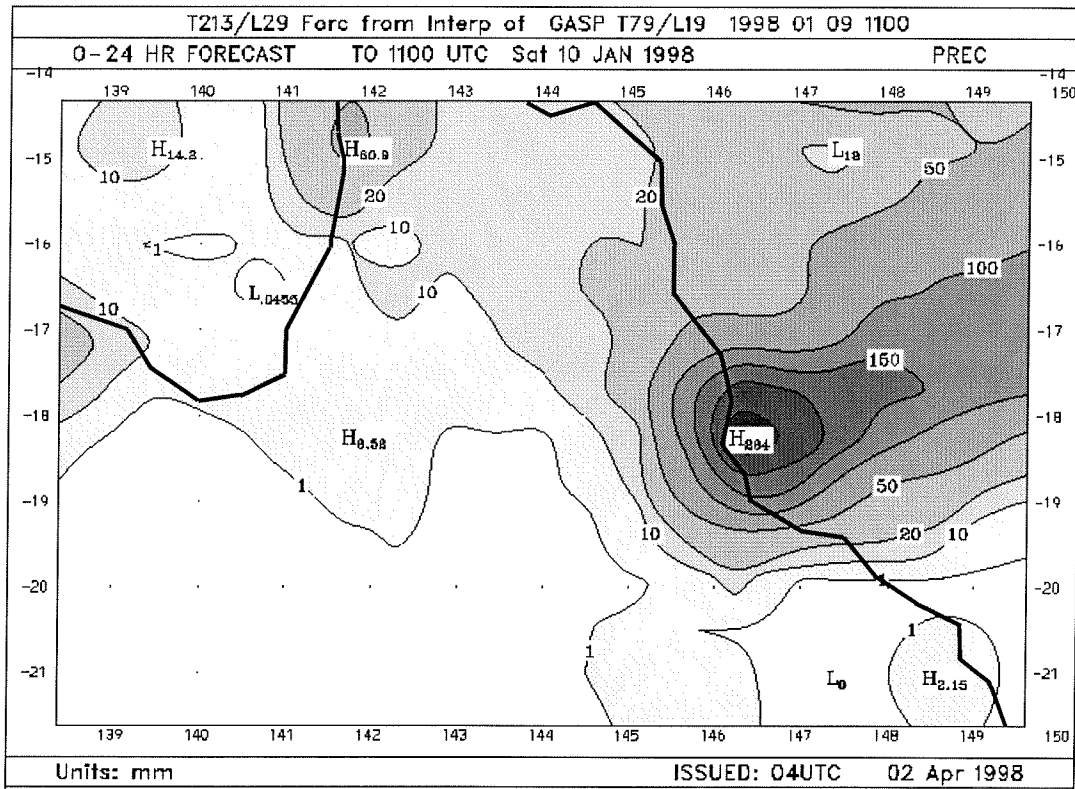 T213/L29 Forc from Interp of GASP T79/L19 1998 01 09 1100
0-24 HR FORECAST TO 1100 UTC Sat 10 JAN 1998 PREC
-14 139 140 141 142 143 144 145 146 147 148 149 150 -14
-15 H14.2 H60.9 L18 -15
10 50
20 20
10
-16 <1 -16
L.0455 10 100
10
-17 -17
150
-18 -18
H8.52 H264
1 50
-19 -19
10 20 10
-20 1 -20
1
1
-21 L0 H2.15 -21
139 140 141 142 143 144 145 146 147 148 149 150
Units: mm ISSUED: 04UTC 02 Apr 1998